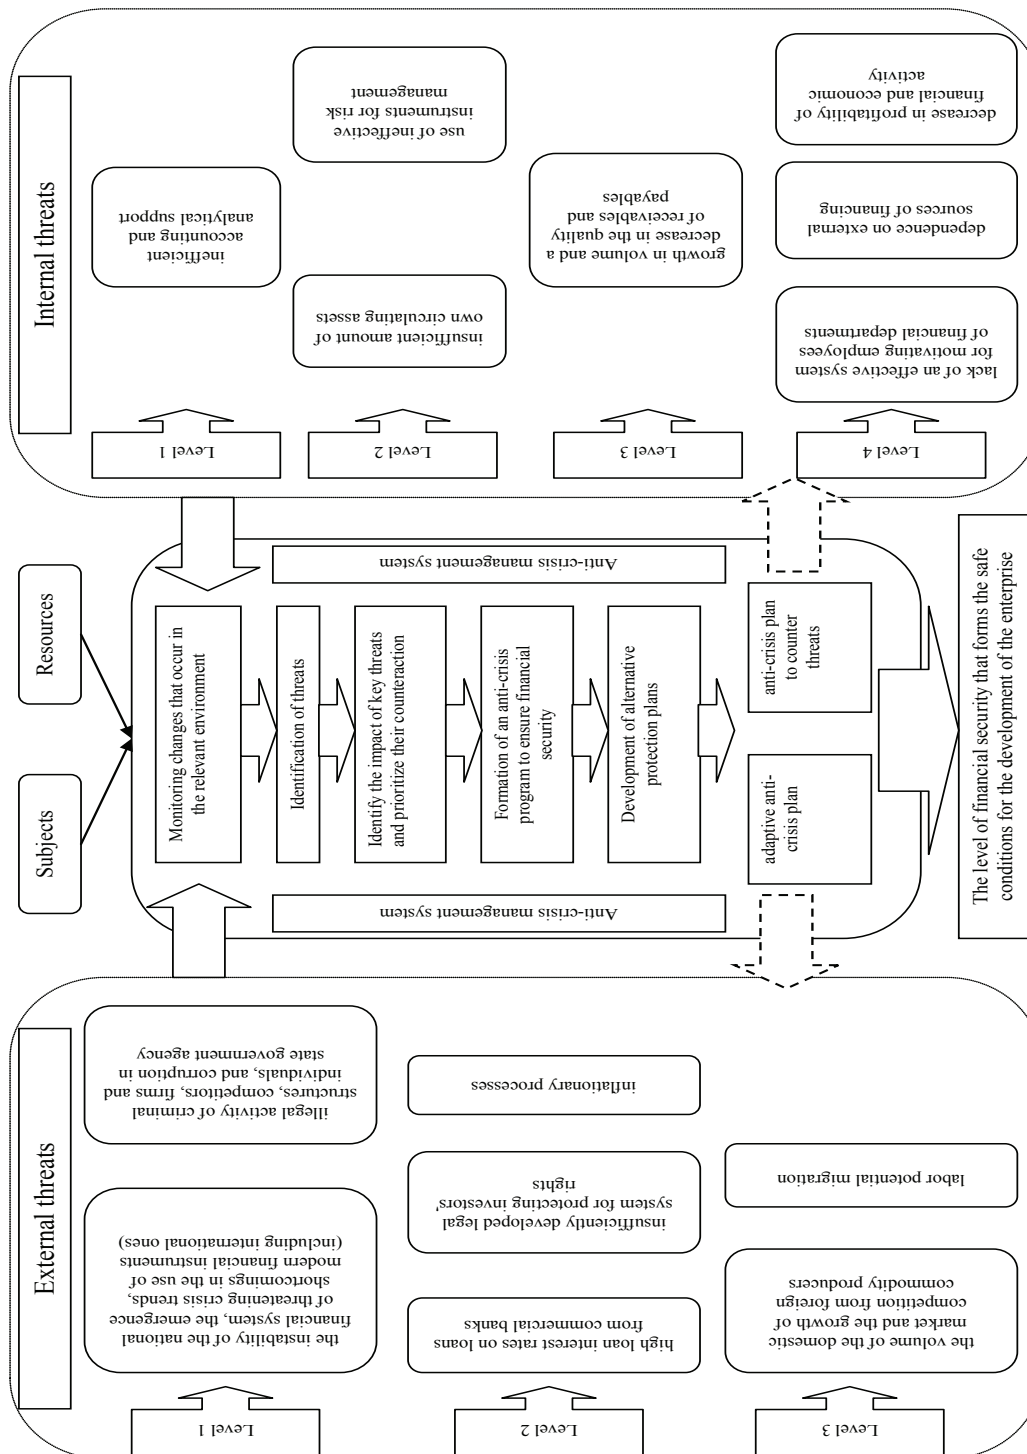 External threats
Level 1
the instability of the national
financial system, the emergence
of threatening crisis trends,
shortcomings in the use of
modern financial instruments
(including international ones)
illegal activity of criminal
structures, competitors, firms and
individuals, and corruption in
state government agency
Level 2
high loan interest rates on loans
from commercial banks
insufficiently developed legal
system for protecting investors'
rights
inflationary processes
Level 3
the volume of the domestic
market and the growth of
competition from foreign
commodity producers
labor potential migration
Subjects
Resources
Anti-crisis management
system
Monitoring changes that occur in
the relevant environment
Identification of threats
Identify the impact of key threats
and prioritize their counteraction
Formation of an anti-crisis
program to ensure financial
security
Development of alternative
protection plans
adaptive anti-
crisis plan
anti-crisis plan
to counter
threats
Anti-crisis management
system
The level of financial security that forms the safe
conditions for the development of the enterprise
Internal threats
Level 1
inefficient
accounting and
analytical support
Level 2
insufficient amount of
own circulating assets
use of ineffective
instruments for risk
management
Level 3
growth in volume and a
decrease in the quality
of receivables and
payables
Level 4
lack of an effective system
for motivating employees
of financial departments
dependence on external
sources of financing
decrease in profitability of
financial and economic
activity